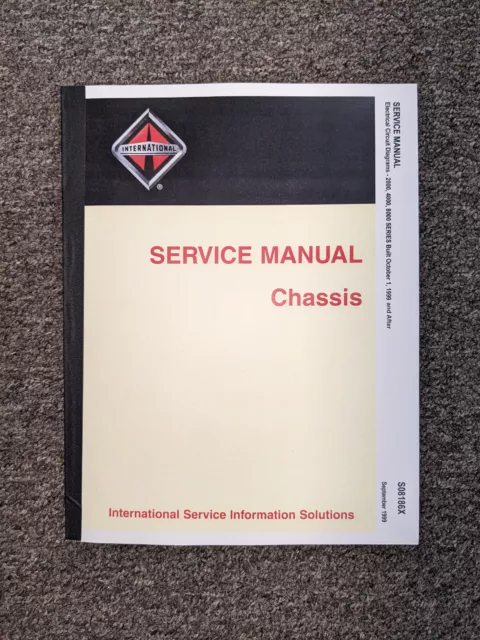 INTERNATIONAL
®
SERVICE MANUAL
Chassis
International Service Information Solutions
SERVICE MANUAL
Electrical Circuit Diagrams - 2000, 4000, 8000 SERIES Built October 1, 1999 and After
S08186X
September 1999